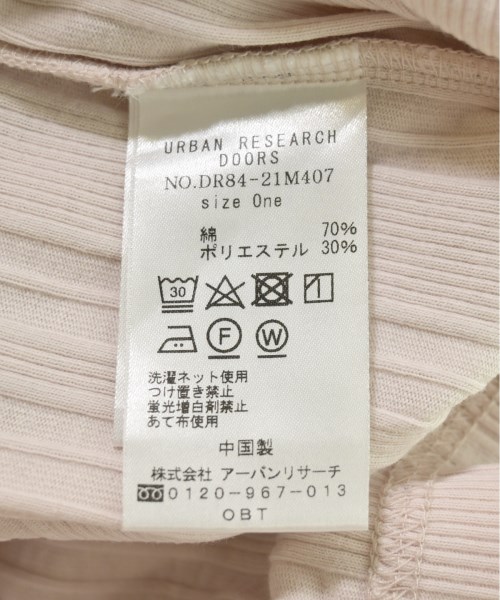 URBAN RESEARCH
DOORS
NO.DR84-21M407
size One
綿 70%
ポリエステル 30%
30
F W
洗濯ネット使用
つけ置き禁止
蛍光増白剤禁止
あて布使用
中国製
株式会社 アーバンリサーチ
0120-967-013
OBT